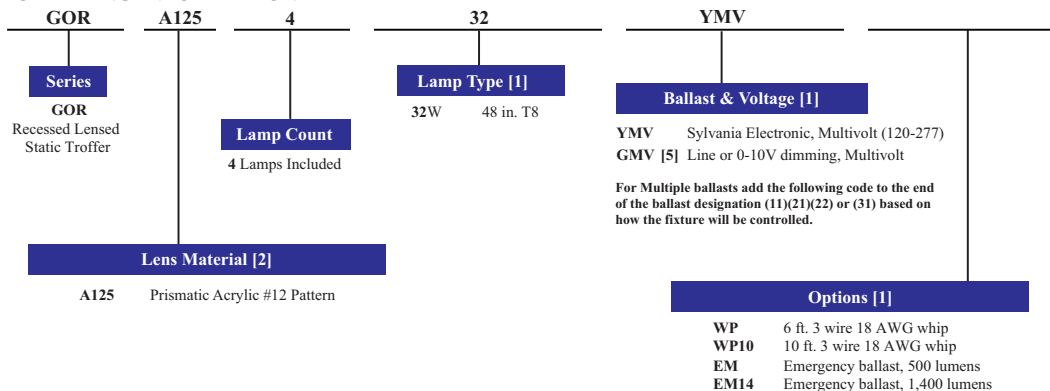 GOR A125 4 32 YMV
Series
GOR
Recessed Lensed
Static Troffer
Lamp Count
4 Lamps Included
Lamp Type [1]
32W 48 in. T8
Ballast & Voltage [1]
YMV Sylvania Electronic, Multivolt (120-277)
GMV [5] Line or 0-10V dimming, Multivolt
For Multiple ballasts add the following code to the end
of the ballast designation (11)(21)(22) or (31) based on
how the fixture will be controlled.
Lens Material [2]
A125 Prismatic Acrylic #12 Pattern
Options [1]
WP 6 ft. 3 wire 18 AWG whip
WP10 10 ft. 3 wire 18 AWG whip
EM Emergency ballast, 500 lumens
EM14 Emergency ballast, 1,400 lumens